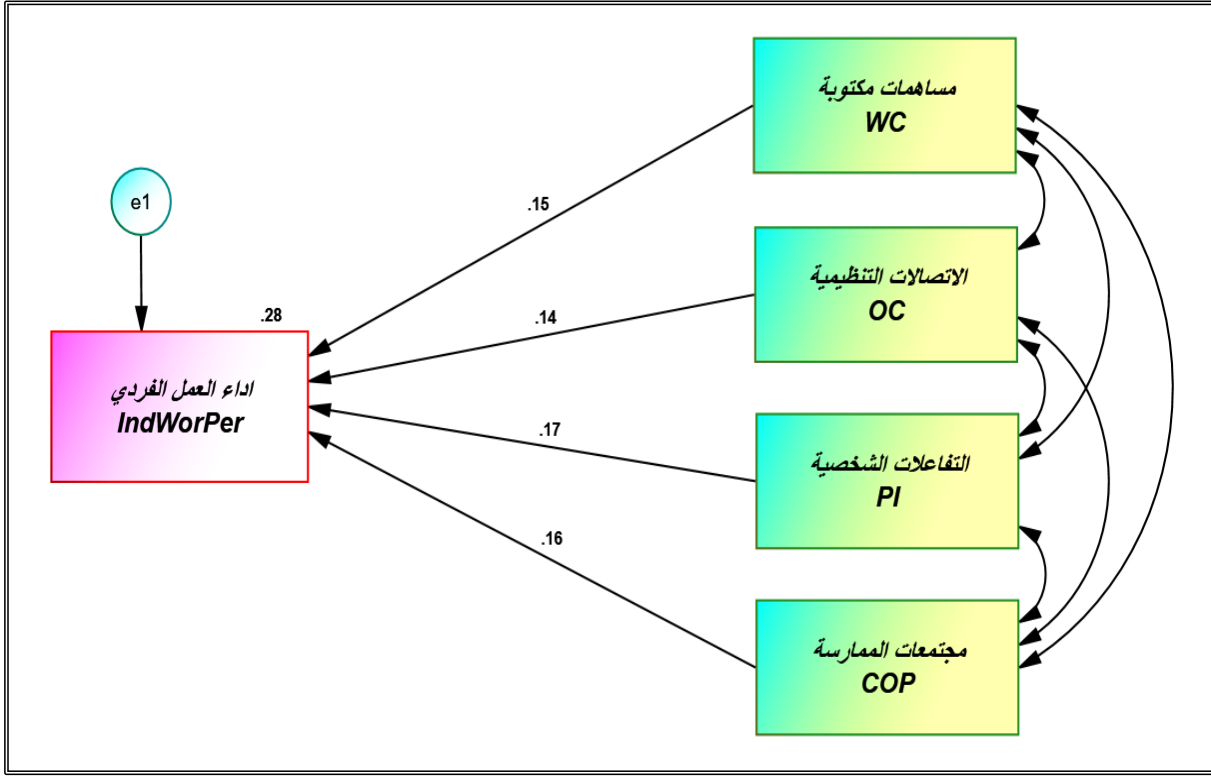 مساهمات مكتوبة
WC
e1
.15
الاتصالات التنظيمية
OC
.28
.14
اداء العمل الفردي
IndWorPer
.17
التفاعلات الشخصية
PI
.16
مجتمعات الممارسة
COP